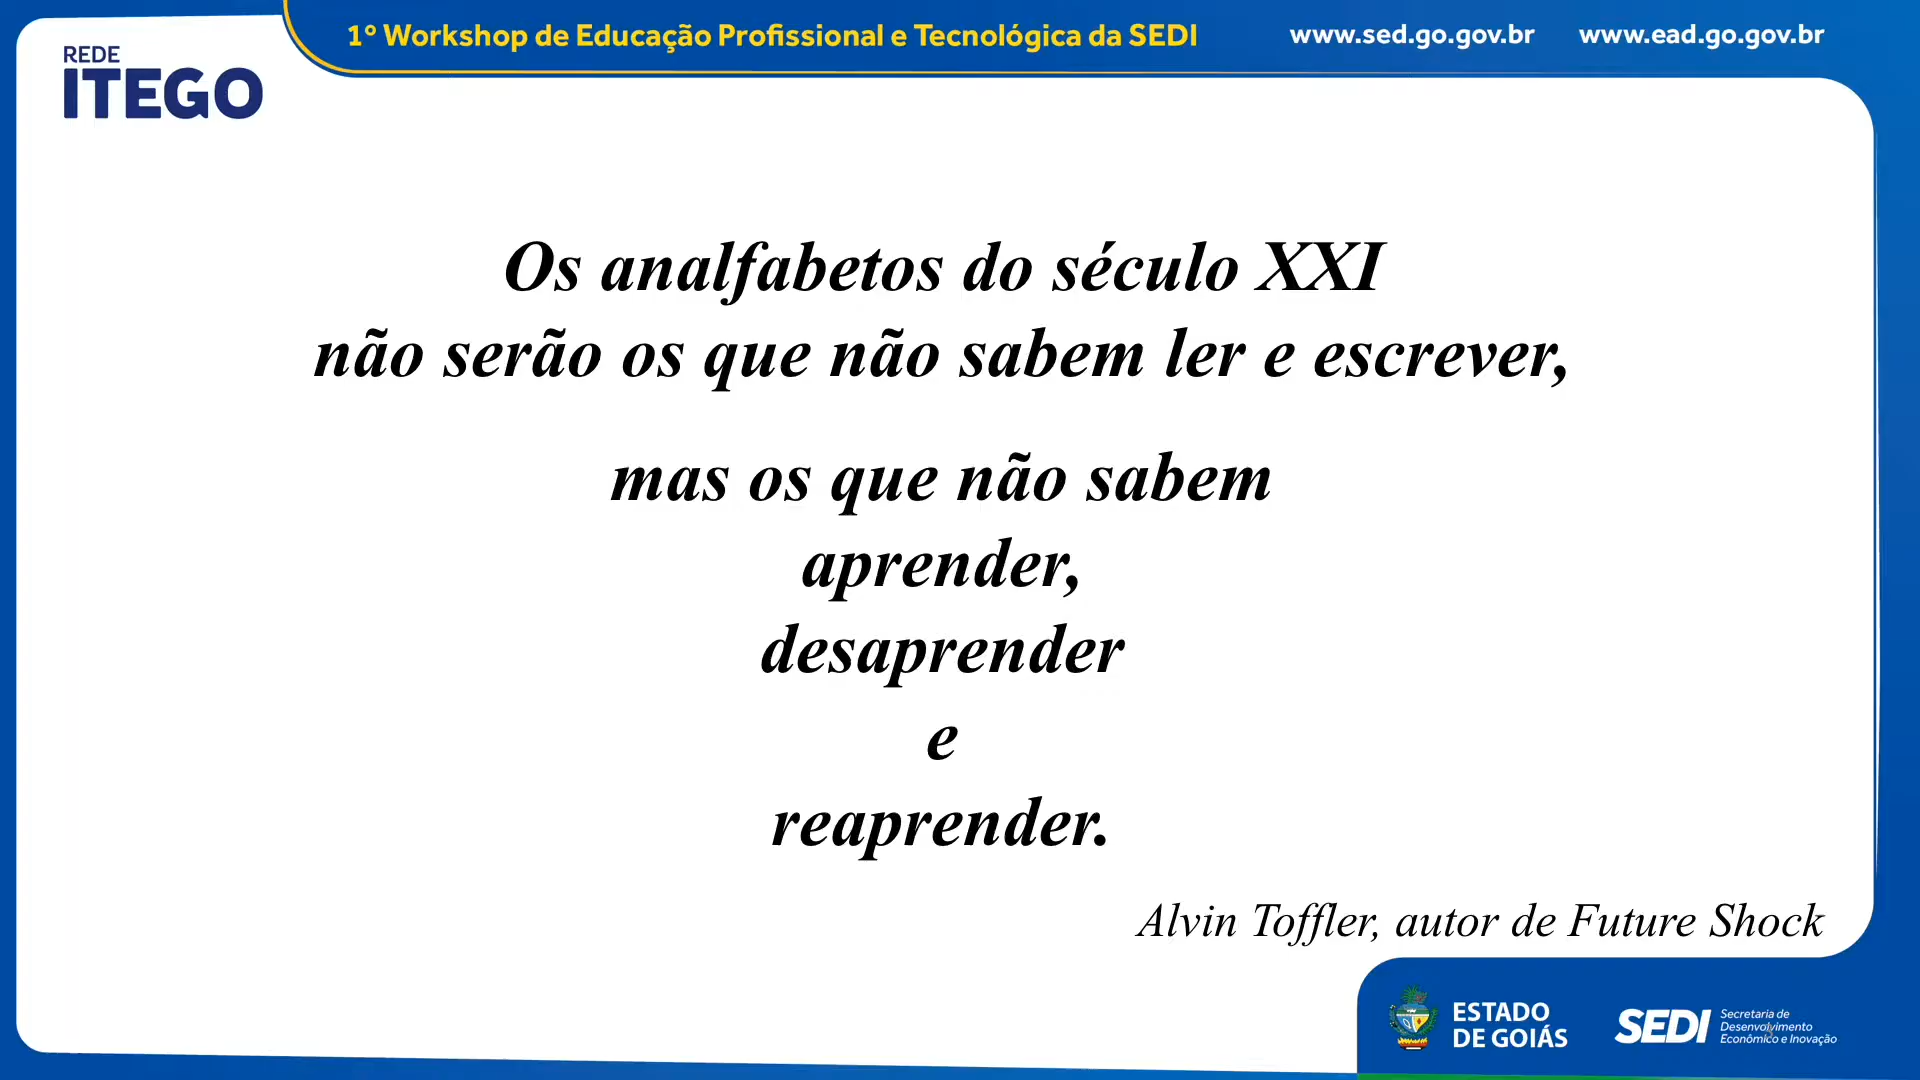 REDE
ITEGO
1º Workshop de Educação Profissional e Tecnológica da SEDI
www.sed.go.gov.br www.ead.go.gov.br
Os analfabetos do século XXI
não serão os que não sabem ler e escrever,
mas os que não sabem
aprender,
desaprender
e
reaprender.
Alvin Toffler, autor de Future Shock
ESTADO
DE GOIÁS
SEDI
Secretaria de
Desenvolvimento
Econômico e Inovação